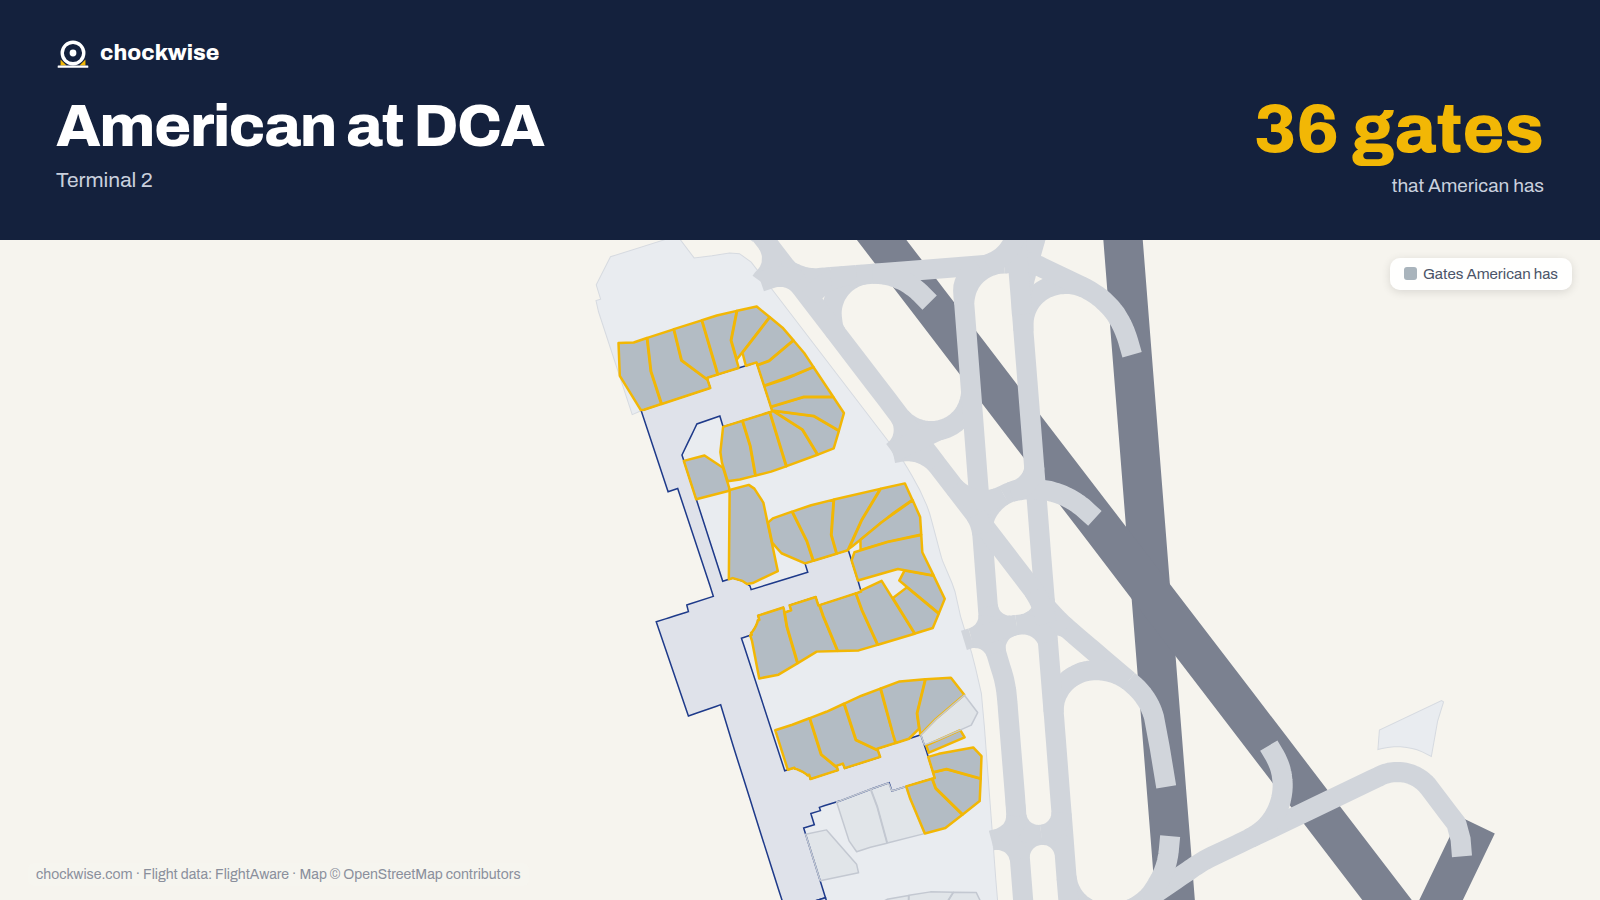 chockwise
American at DCA
Terminal 2
36 gates
that American has
Gates American has
chockwise.com · Flight data: FlightAware · Map © OpenStreetMap contributors